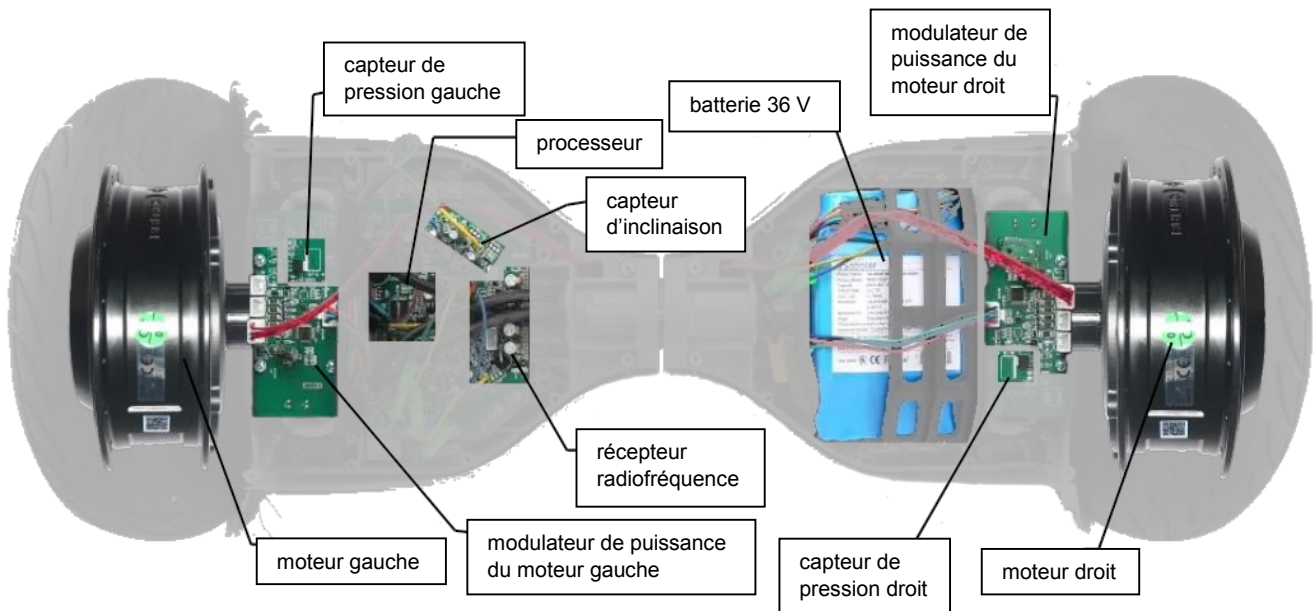 modulateur de
puissance du
moteur droit
capteur de
pression gauche
batterie 36 V
processeur
capteur
d'inclinaison
récepteur
radiofréquence
moteur gauche
modulateur de puissance
du moteur gauche
capteur de
pression droit
moteur droit